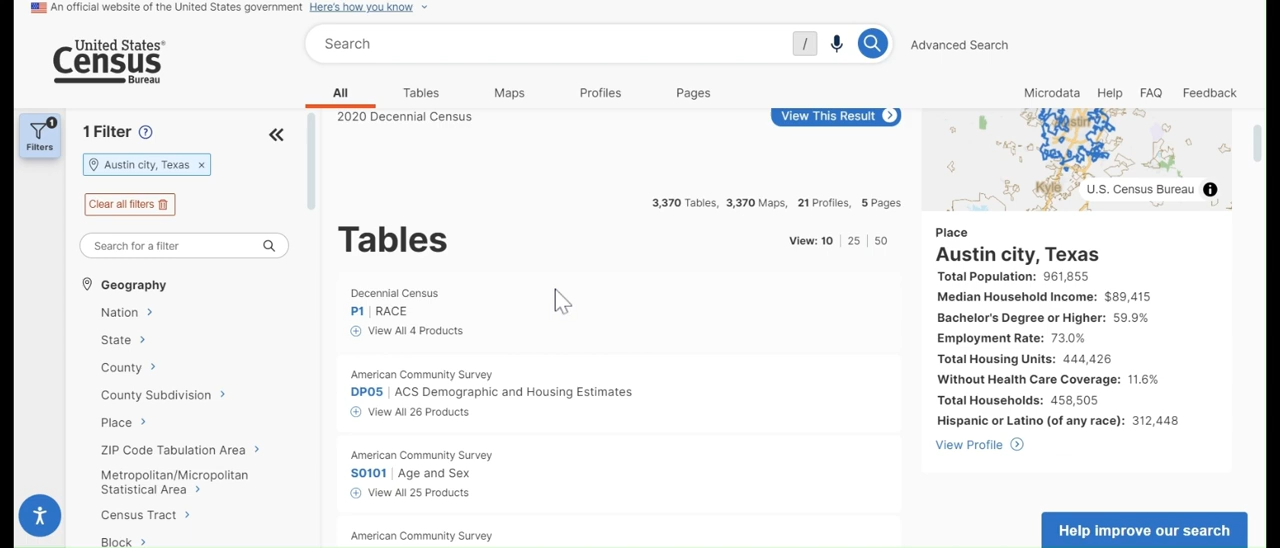 An official website of the United States government Here's how you know
United States®
Census
Bureau
Search
/
Advanced Search
All Tables Maps Profiles Pages
Microdata Help FAQ Feedback
1
Filters
1 Filter
Austin city, Texas ×
Clear all filters
Search for a filter
Geography
Nation
State
County
County Subdivision
Place
ZIP Code Tabulation Area
Metropolitan/Micropolitan
Statistical Area
Census Tract
Block
2020 Decennial Census
View This Result
3,370 Tables, 3,370 Maps, 21 Profiles, 5 Pages
Tables
View: 10 | 25 | 50
Decennial Census
P1 | RACE
View All 4 Products
American Community Survey
DP05 | ACS Demographic and Housing Estimates
View All 26 Products
American Community Survey
S0101 | Age and Sex
View All 25 Products
American Community Survey
Austin
Kyle
U.S. Census Bureau
Place
Austin city, Texas
Total Population: 961,855
Median Household Income: $89,415
Bachelor's Degree or Higher: 59.9%
Employment Rate: 73.0%
Total Housing Units: 444,426
Without Health Care Coverage: 11.6%
Total Households: 458,505
Hispanic or Latino (of any race): 312,448
View Profile
Help improve our search